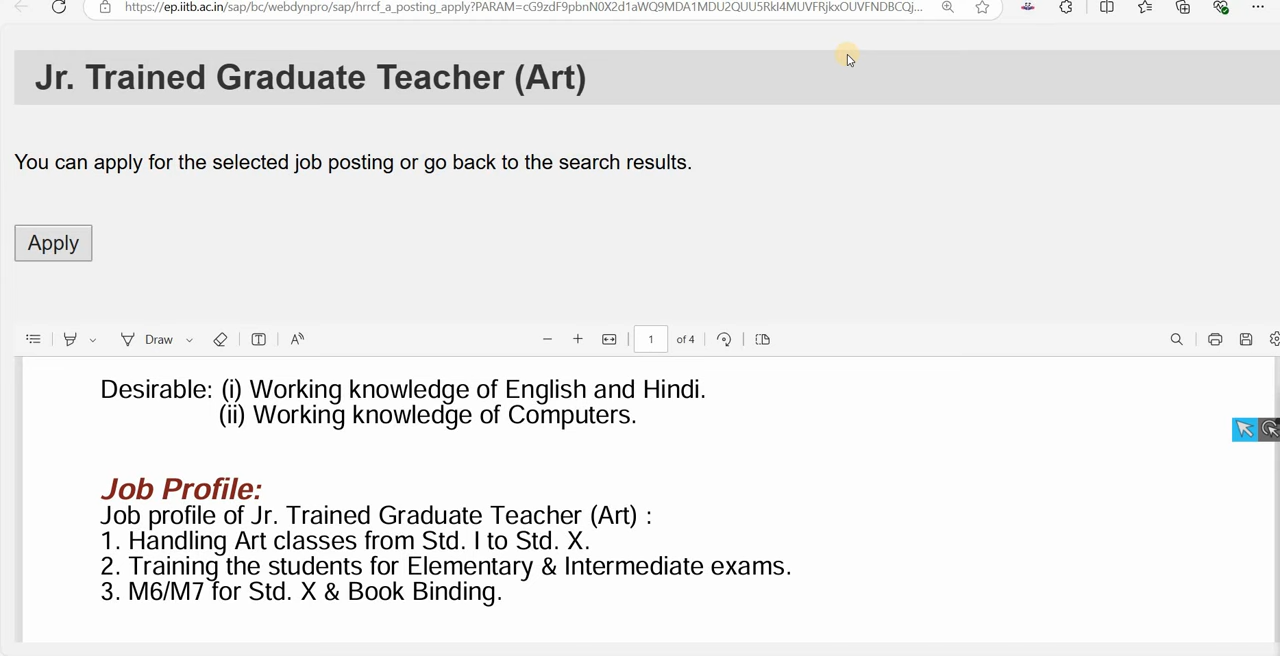 https://ep.iitb.ac.in/sap/bc/webdynpro/sap/hrrcf_a_posting_apply?PARAM=cG9zdF9pbnN0X2d1aWQ9MDA1MDU2QUU5RkI4MUVFRjkxOUVFNDBCQj...
Jr. Trained Graduate Teacher (Art)
You can apply for the selected job posting or go back to the search results.
Apply
Draw 1 of 4
Desirable: (i) Working knowledge of English and Hindi.
(ii) Working knowledge of Computers.
Job Profile:
Job profile of Jr. Trained Graduate Teacher (Art) :
1. Handling Art classes from Std. I to Std. X.
2. Training the students for Elementary & Intermediate exams.
3. M6/M7 for Std. X & Book Binding.